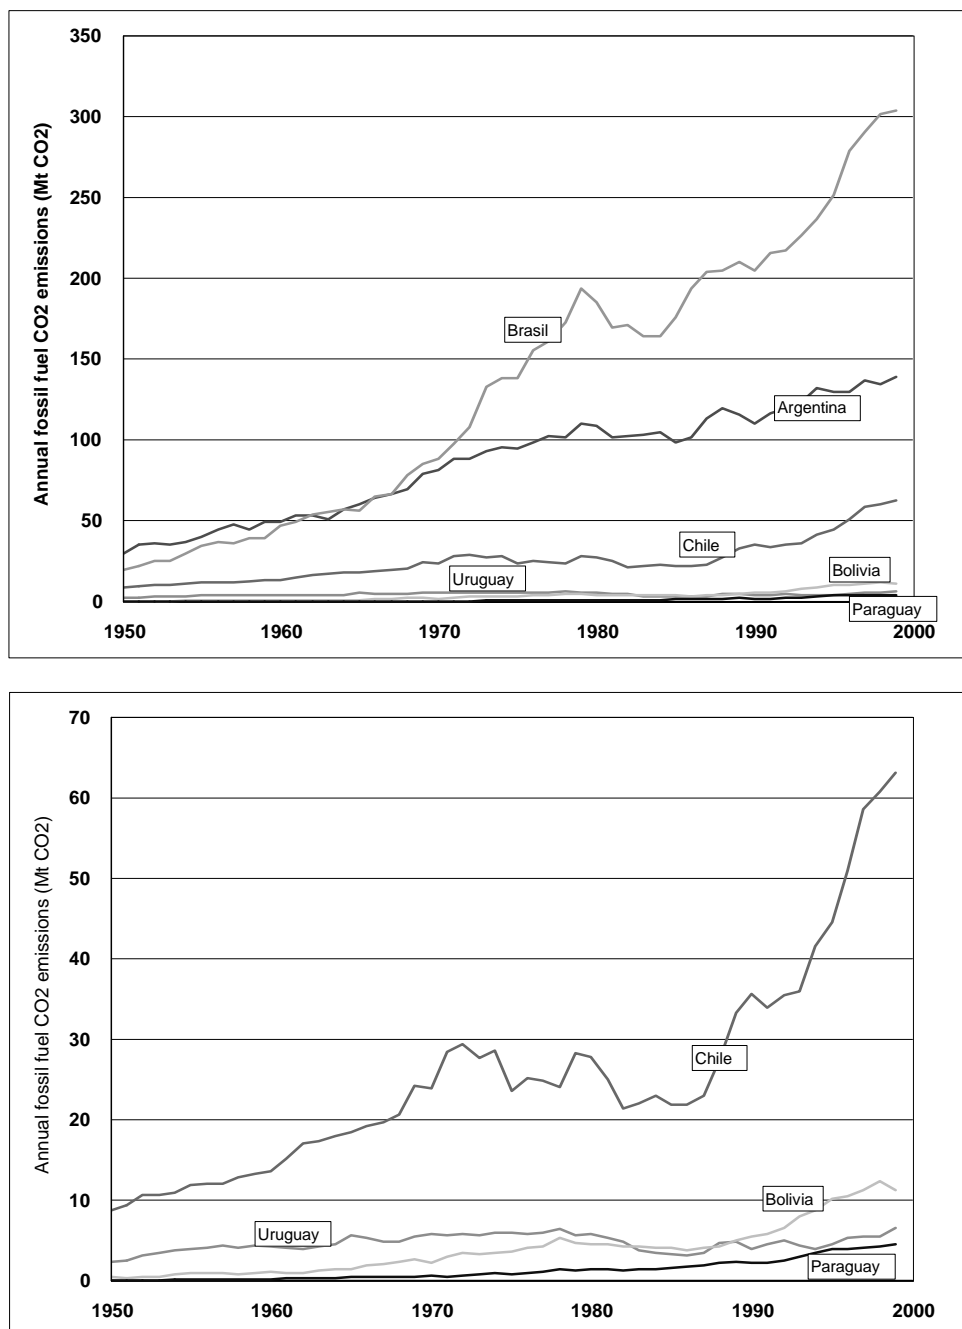 Annual fossil fuel CO2 emissions (Mt CO2)
350
300
250
200
150
100
50
0
Brasil
Argentina
Chile
Uruguay
Bolivia
Paraguay
1950 1960 1970 1980 1990 2000
Annual fossil fuel CO2 emissions (Mt CO2)
70
60
50
40
30
20
10
0
Chile
Bolivia
Uruguay
Paraguay
1950 1960 1970 1980 1990 2000